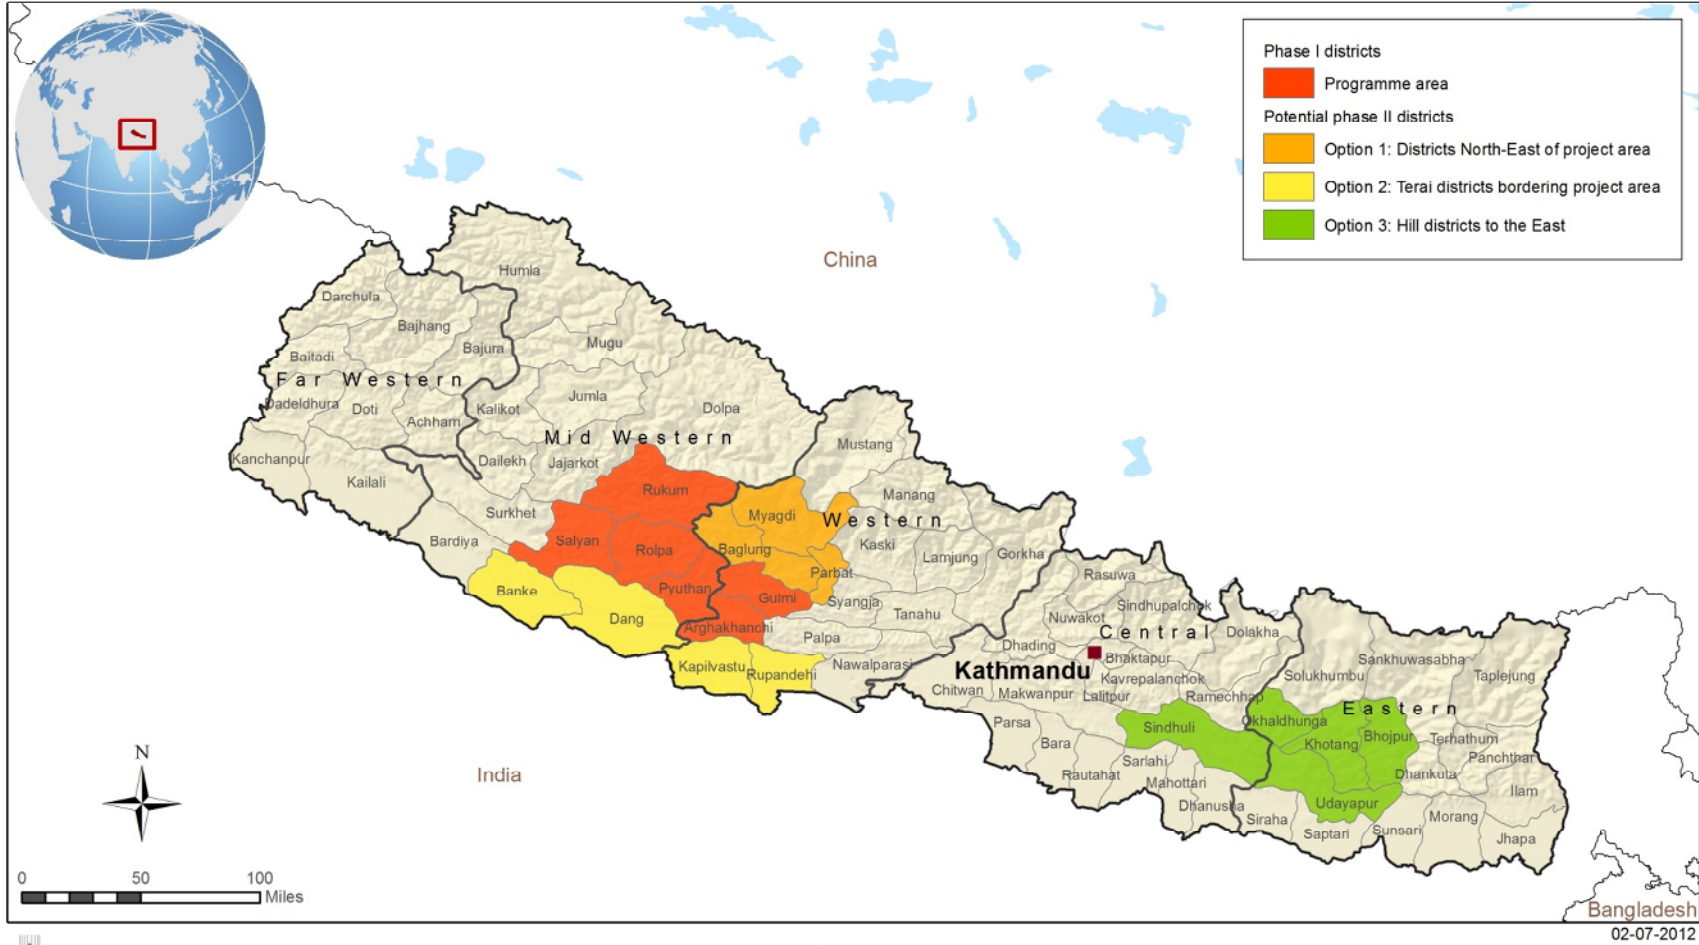 Phase I districts
Programme area
Potential phase II districts
Option 1: Districts North-East of project area
Option 2: Terai districts bordering project area
Option 3: Hill districts to the East
China
Humla
Darchula
Bajhang
Bajura
Mugu
Baitadi
Far Western
Dadeldhura
Doti
Achham
Kalikot
Jumla
Dolpa
Mid Western
Mustang
Kanchanpur
Kailali
Dailekh
Jajarkot
Rukum
Manang
Surkhet
Myagdi
Western
Bardiya
Salyan
Rolpa
Baglung
Kaski
Lamjung
Gorkha
Parbat
Rasuwa
Banke
Pyuthan
Gulmi
Syangja
Tanahu
Sindhupalchok
Nuwakot
Dang
Arghakhanchi
Palpa
Dhading
Central
Dolakha
Kapilvastu
Rupandehi
Nawalparasi
Kathmandu
Bhaktapur
Sankhuwasabha
Taplejung
Solukhumbu
Kavrepalanchok
Chitwan
Makwanpur
Lalitpur
Ramechhap
Eastern
Parsa
Sindhuli
Okhaldhunga
Khotang
Bhojpur
Terhathum
Panchthar
Bara
Sarlahi
Rautahat
Mahottari
Dhankuta
Ilam
Dhanusha
Siraha
Udayapur
Saptari
Sunsari
Morang
Jhapa
India
N
0 50 100
Miles
Bangladesh
02-07-2012